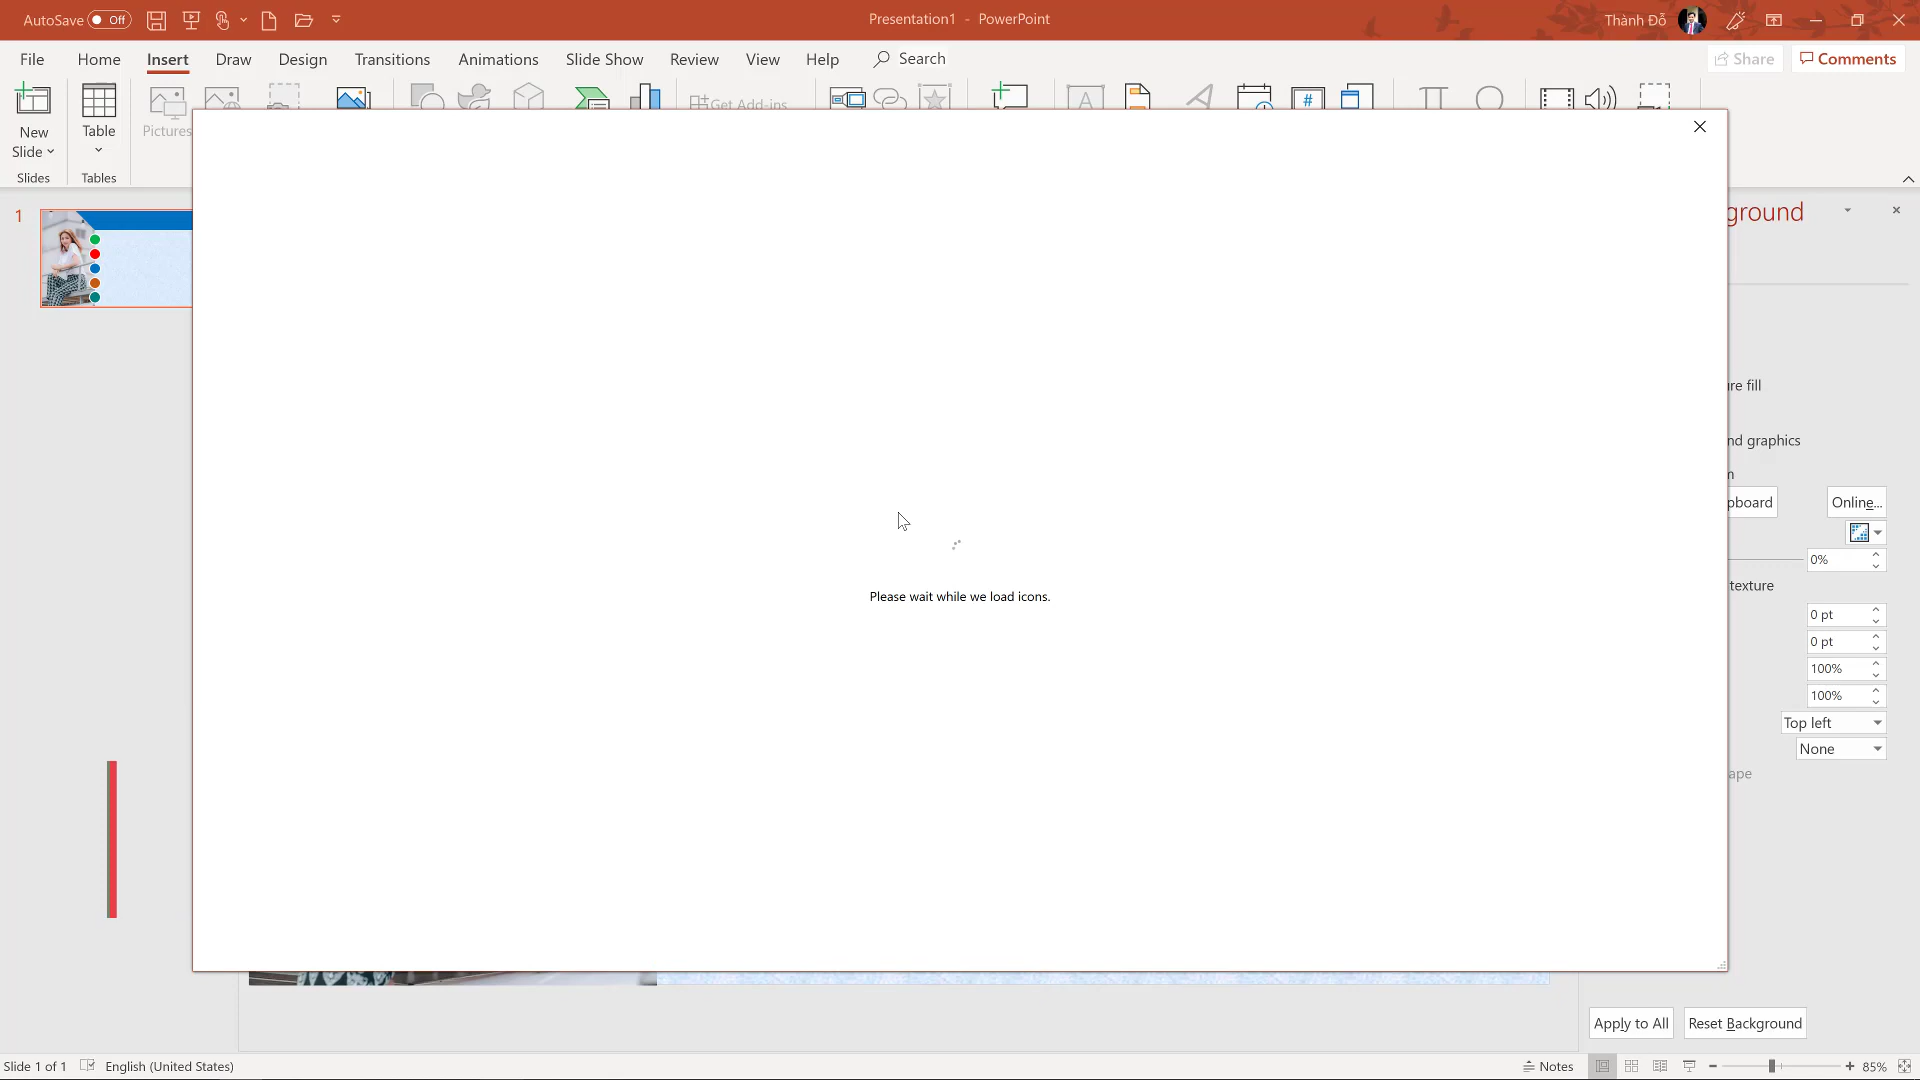 AutoSave Off
Presentation1 - PowerPoint
Thành Đỗ
File Home Insert Draw Design Transitions Animations Slide Show Review View Help Search
Share Comments
New
Slide
Table
Pictures
Get Add-ins
Slides
Tables
1
ground
ure fill
nd graphics
pboard
Online...
0%
texture
0 pt
0 pt
100%
100%
Top left
None
ape
Please wait while we load icons.
Apply to All
Reset Background
Slide 1 of 1
English (United States)
Notes
85%